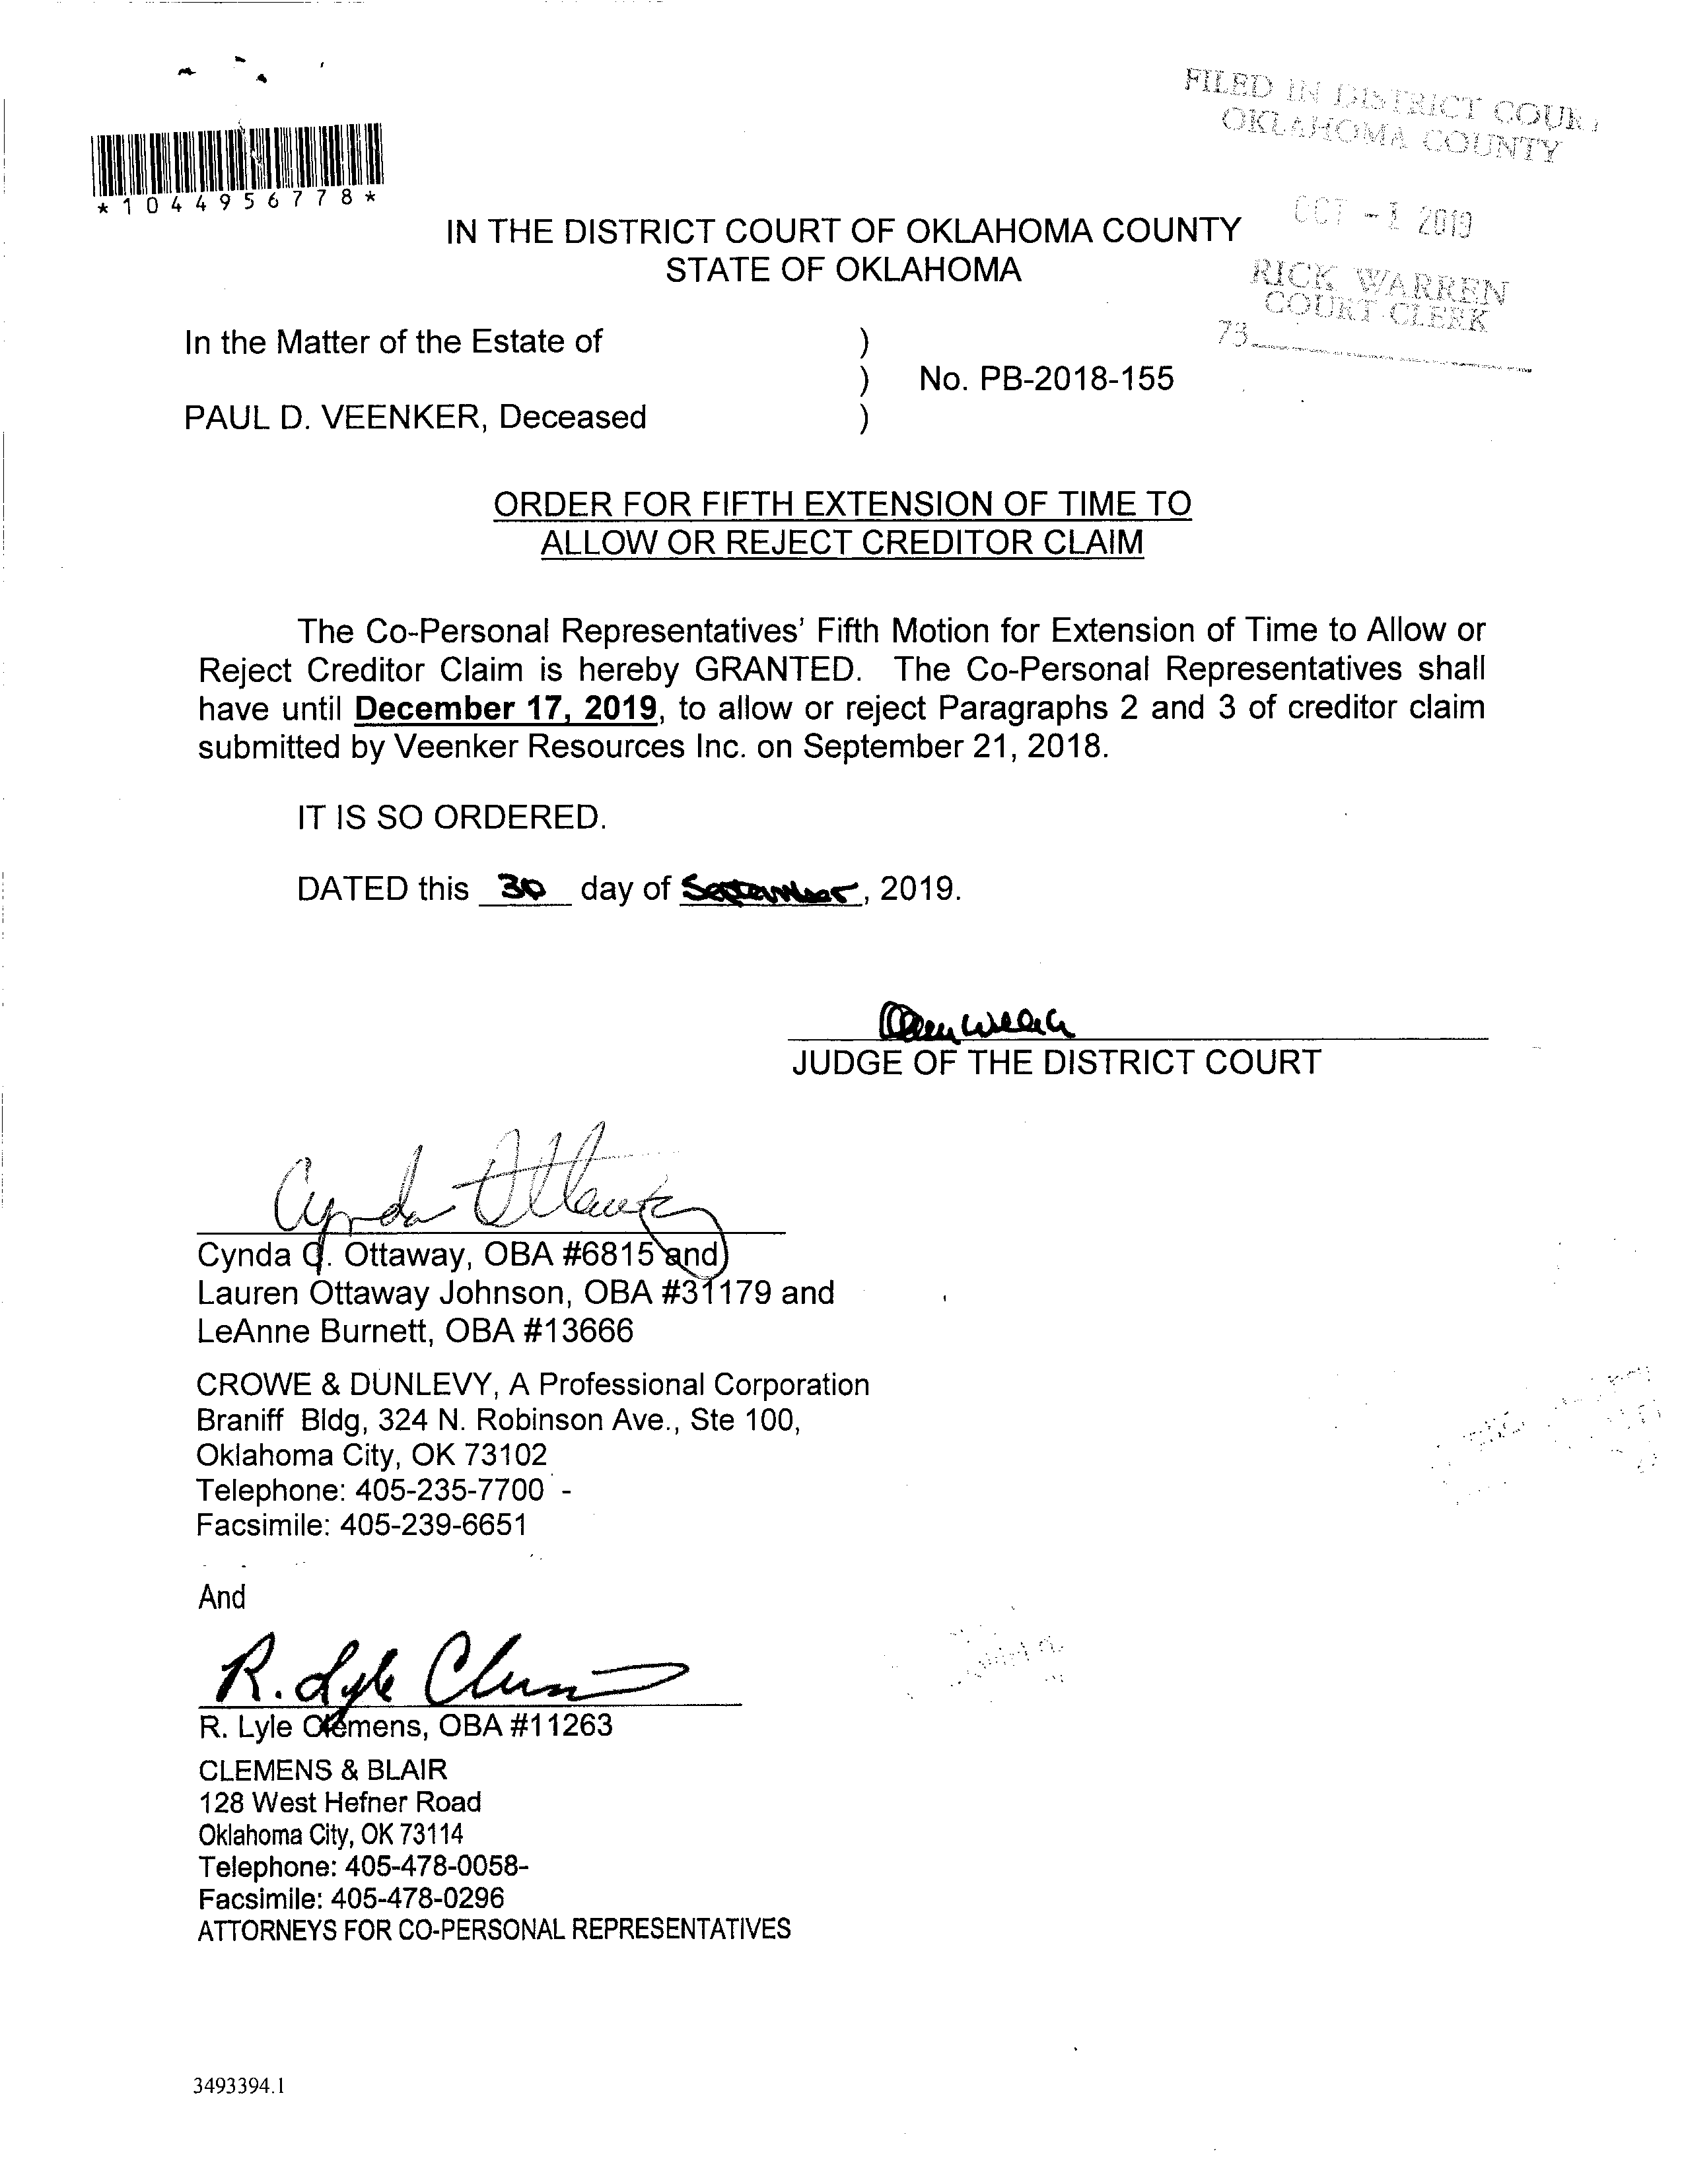 FILED IN DISTRICT COUR
OKLAHOMA COUNTY
*1044956778*
OCT -1 2019
IN THE DISTRICT COURT OF OKLAHOMA COUNTY
STATE OF OKLAHOMA
RICK WARREN
COURT CLERK
73
In the Matter of the Estate of )
) No. PB-2018-155
PAUL D. VEENKER, Deceased )
ORDER FOR FIFTH EXTENSION OF TIME TO
ALLOW OR REJECT CREDITOR CLAIM
The Co-Personal Representatives' Fifth Motion for Extension of Time to Allow or
Reject Creditor Claim is hereby GRANTED. The Co-Personal Representatives shall
have until December 17, 2019, to allow or reject Paragraphs 2 and 3 of creditor claim
submitted by Veenker Resources Inc. on September 21, 2018.
IT IS SO ORDERED.
DATED this 30 day of September, 2019.
JUDGE OF THE DISTRICT COURT
Cynda Ottaway
Cynda C. Ottaway, OBA #6815 and
Lauren Ottaway Johnson, OBA #31179 and
LeAnne Burnett, OBA #13666
CROWE & DUNLEVY, A Professional Corporation
Braniff Bldg, 324 N. Robinson Ave., Ste 100,
Oklahoma City, OK 73102
Telephone: 405-235-7700 -
Facsimile: 405-239-6651
And
R. Lyle Clemens
R. Lyle Clemens, OBA #11263
CLEMENS & BLAIR
128 West Hefner Road
Oklahoma City, OK 73114
Telephone: 405-478-0058-
Facsimile: 405-478-0296
ATTORNEYS FOR CO-PERSONAL REPRESENTATIVES
3493394.1